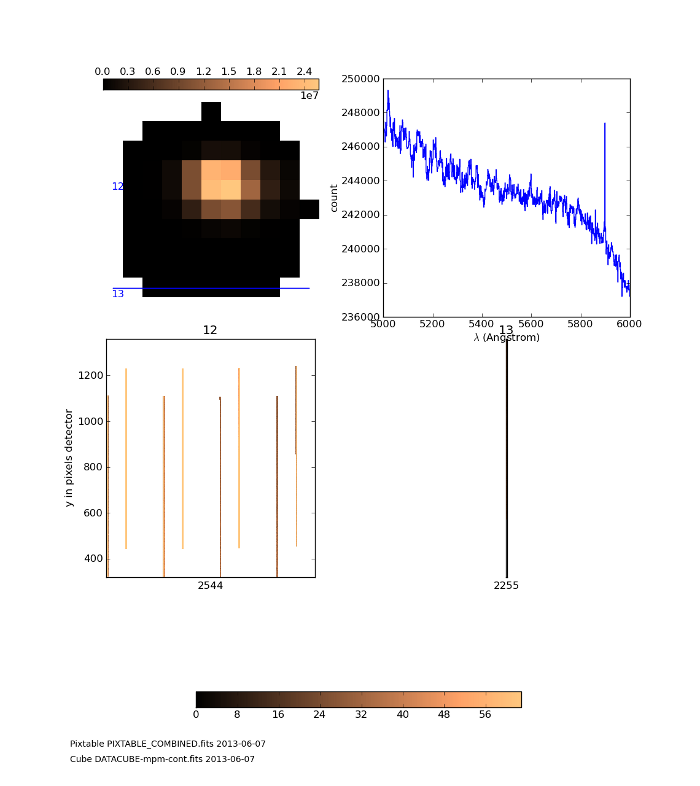 0.0 0.3 0.6 0.9 1.2 1.5 1.8 2.1 2.4
1e7
12
13
250000
248000
246000
244000
242000
240000
238000
236000
count
5000 5200 5400 5600 5800 6000
λ (Angstrom)
12
1200
1000
800
600
400
y in pixels detector
2544
13
2255
0 8 16 24 32 40 48 56
Pixtable PIXTABLE_COMBINED.fits 2013-06-07
Cube DATACUBE-mpm-cont.fits 2013-06-07